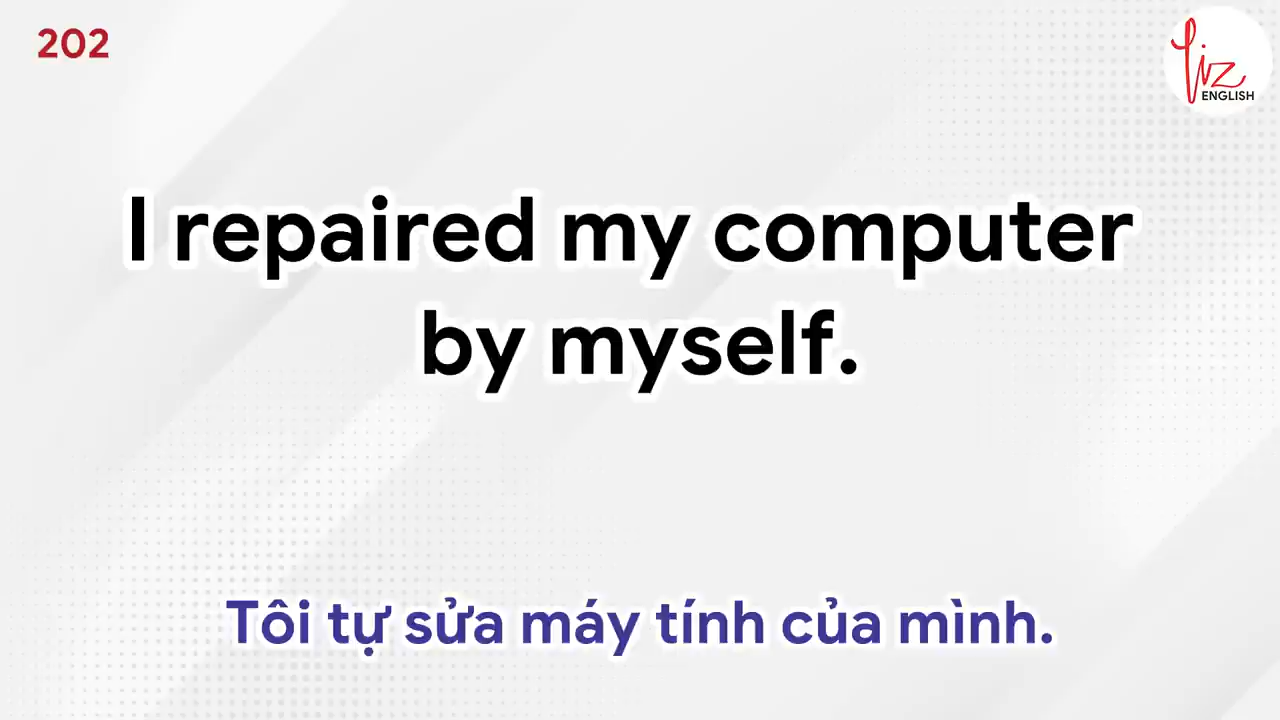 202
Liz
ENGLISH
I repaired my computer
by myself.
Tôi tự sửa máy tính của mình.